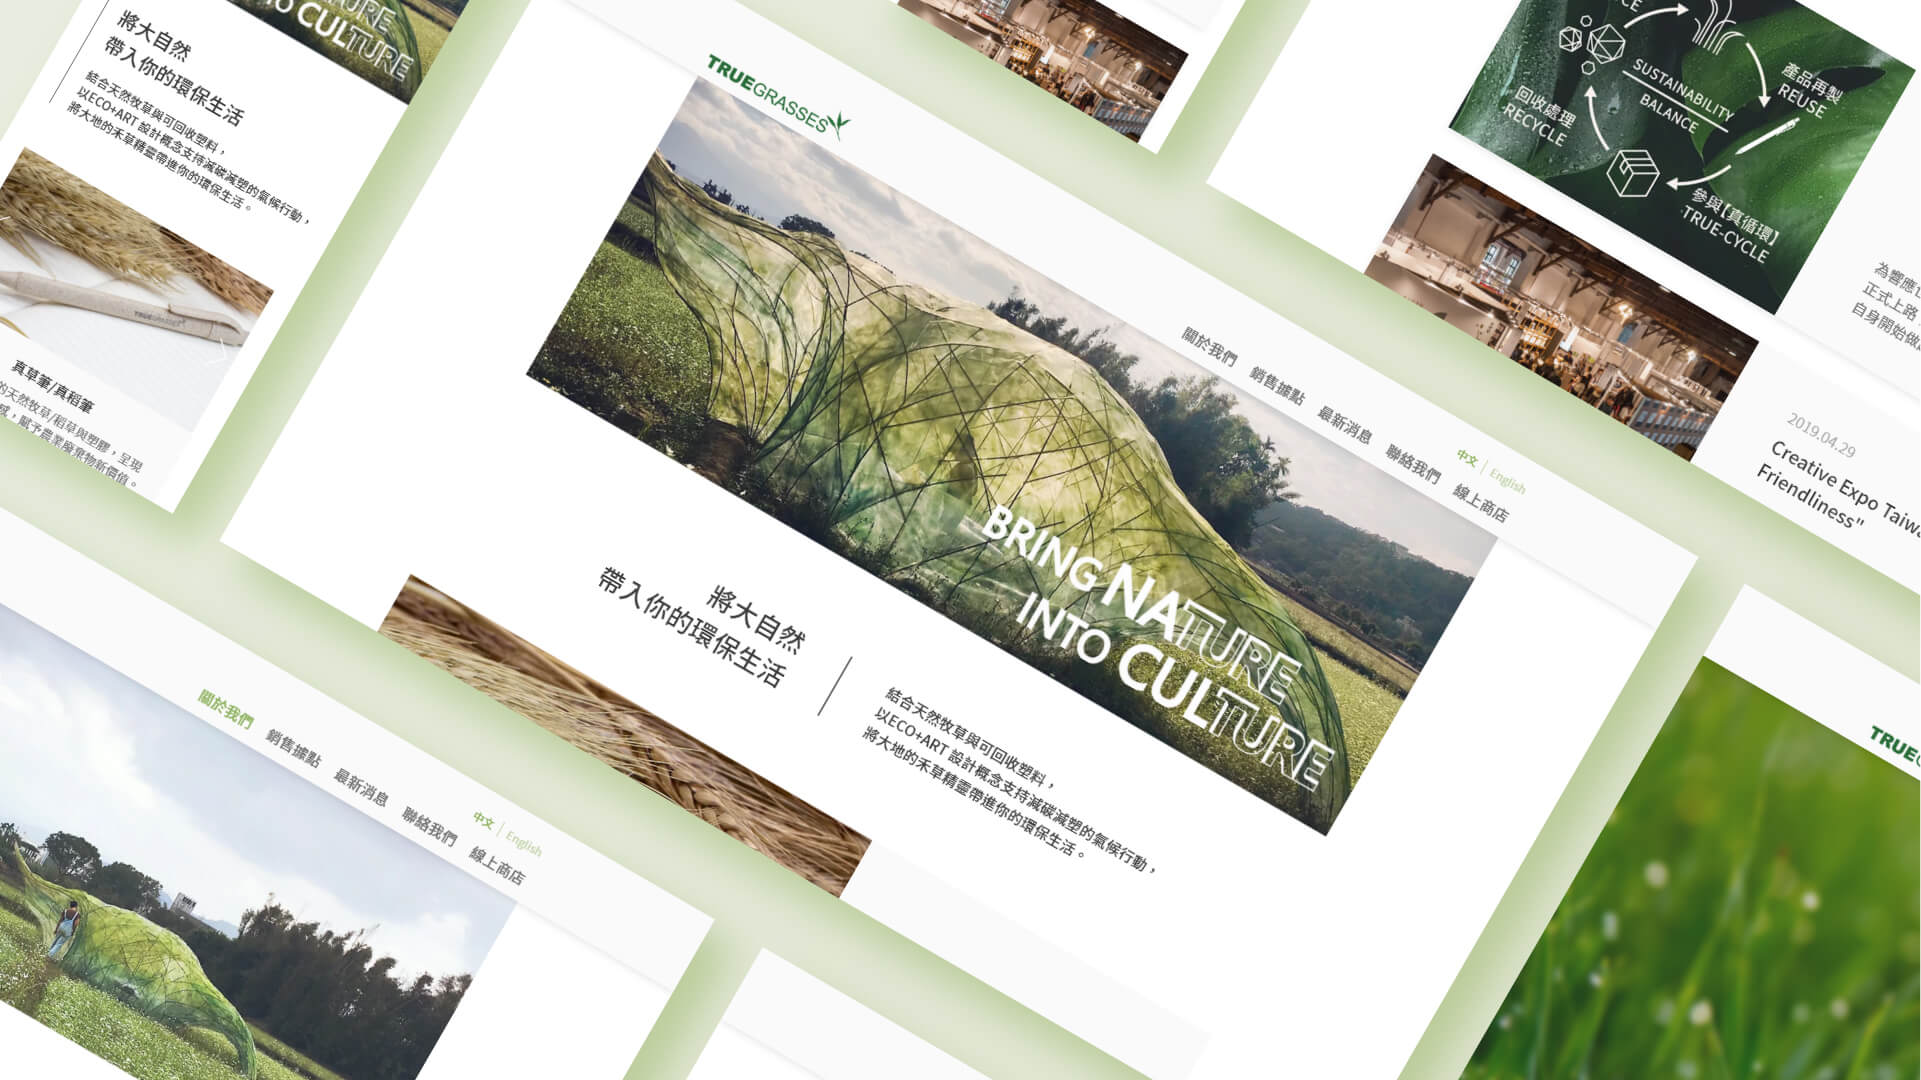 TURE
TO CULTURE
將大自然
帶入你的環保生活
結合天然牧草與可回收塑料，
以ECO+ART 設計概念支持減碳減塑的氣候行動，
將大地的禾草精靈帶進你的環保生活。
TRUEGRASSES
真草筆/真稻筆
的天然牧草/稻草與塑膠，呈現
感，賦予農業廢棄物新價值。
TRUEGRASSES
關於我們
銷售據點
最新消息
聯絡我們
線上商店
中文 | English
BRING NATURE
INTO CULTURE
將大自然
帶入你的環保生活
結合天然牧草與可回收塑料，
以ECO+ART 設計概念支持減碳減塑的氣候行動，
將大地的禾草精靈帶進你的環保生活。
CE
產品再製
REUSE
SUSTAINABILITY
BALANCE
回收處理
-RECYCLE
參與【真循環】
-TRUE-CYCLE
為響應
正式上路
自身開始做
2019.04.29
Creative Expo Taiwa
Friendliness"
關於我們
銷售據點
最新消息
聯絡我們
線上商店
中文 | English
TRUEG